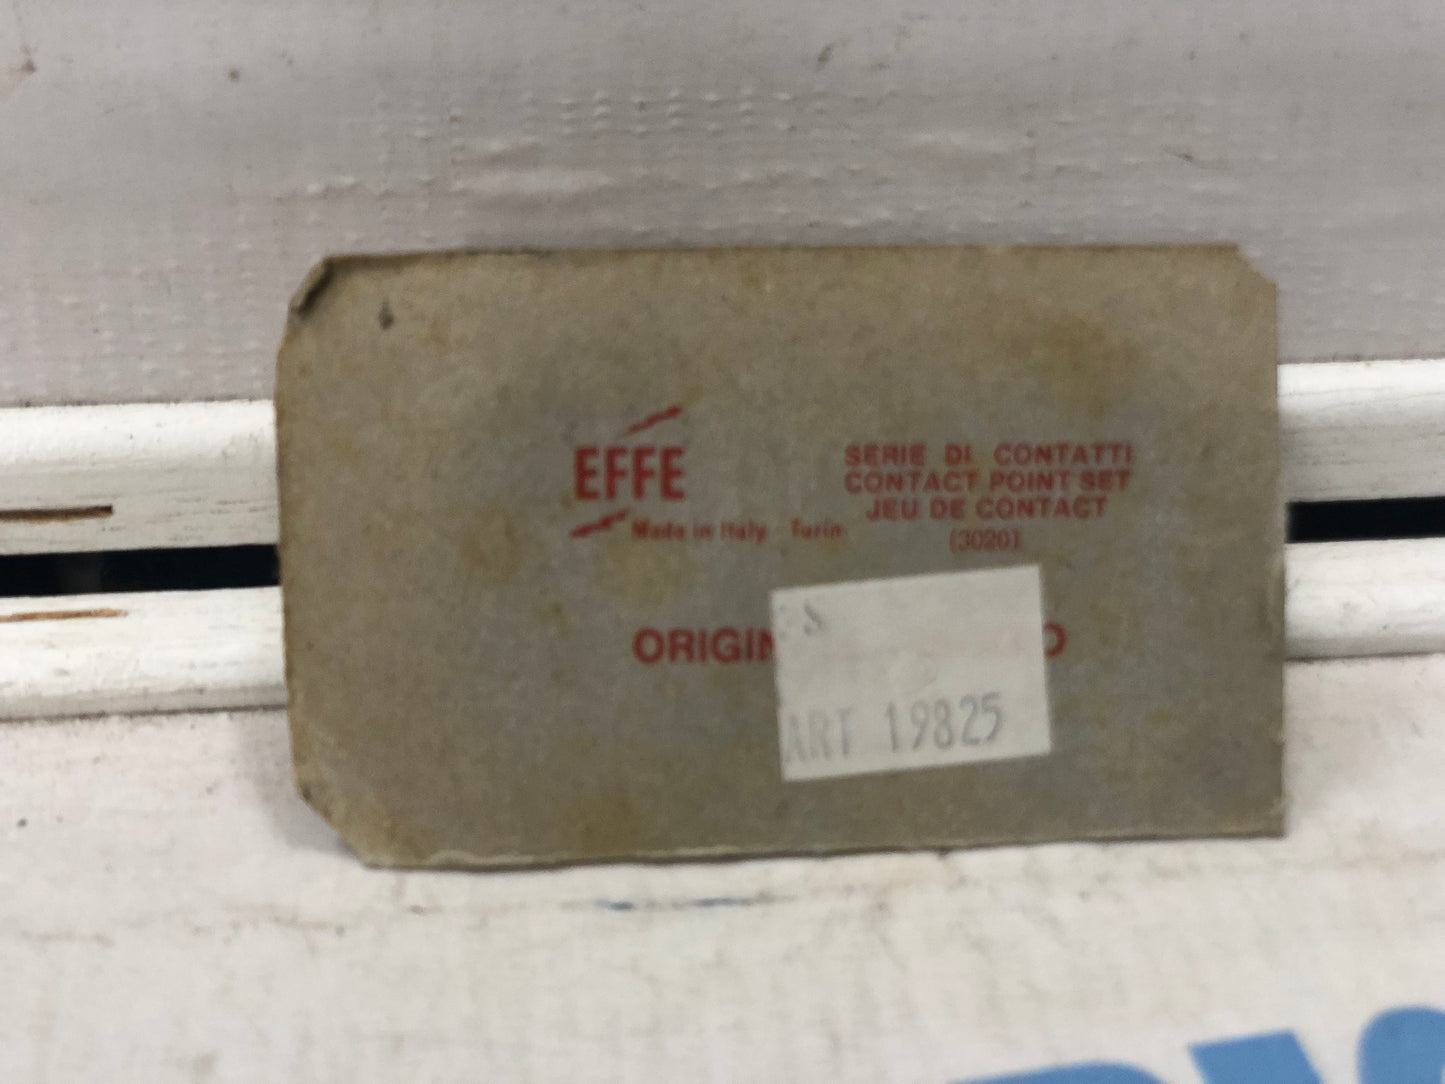 EFFE
Made in Italy Turin
SERIE DI CONTATTI
CONTACT POINT SET
JEU DE CONTACT
(3020)
ORIGIN
S
ART 19825